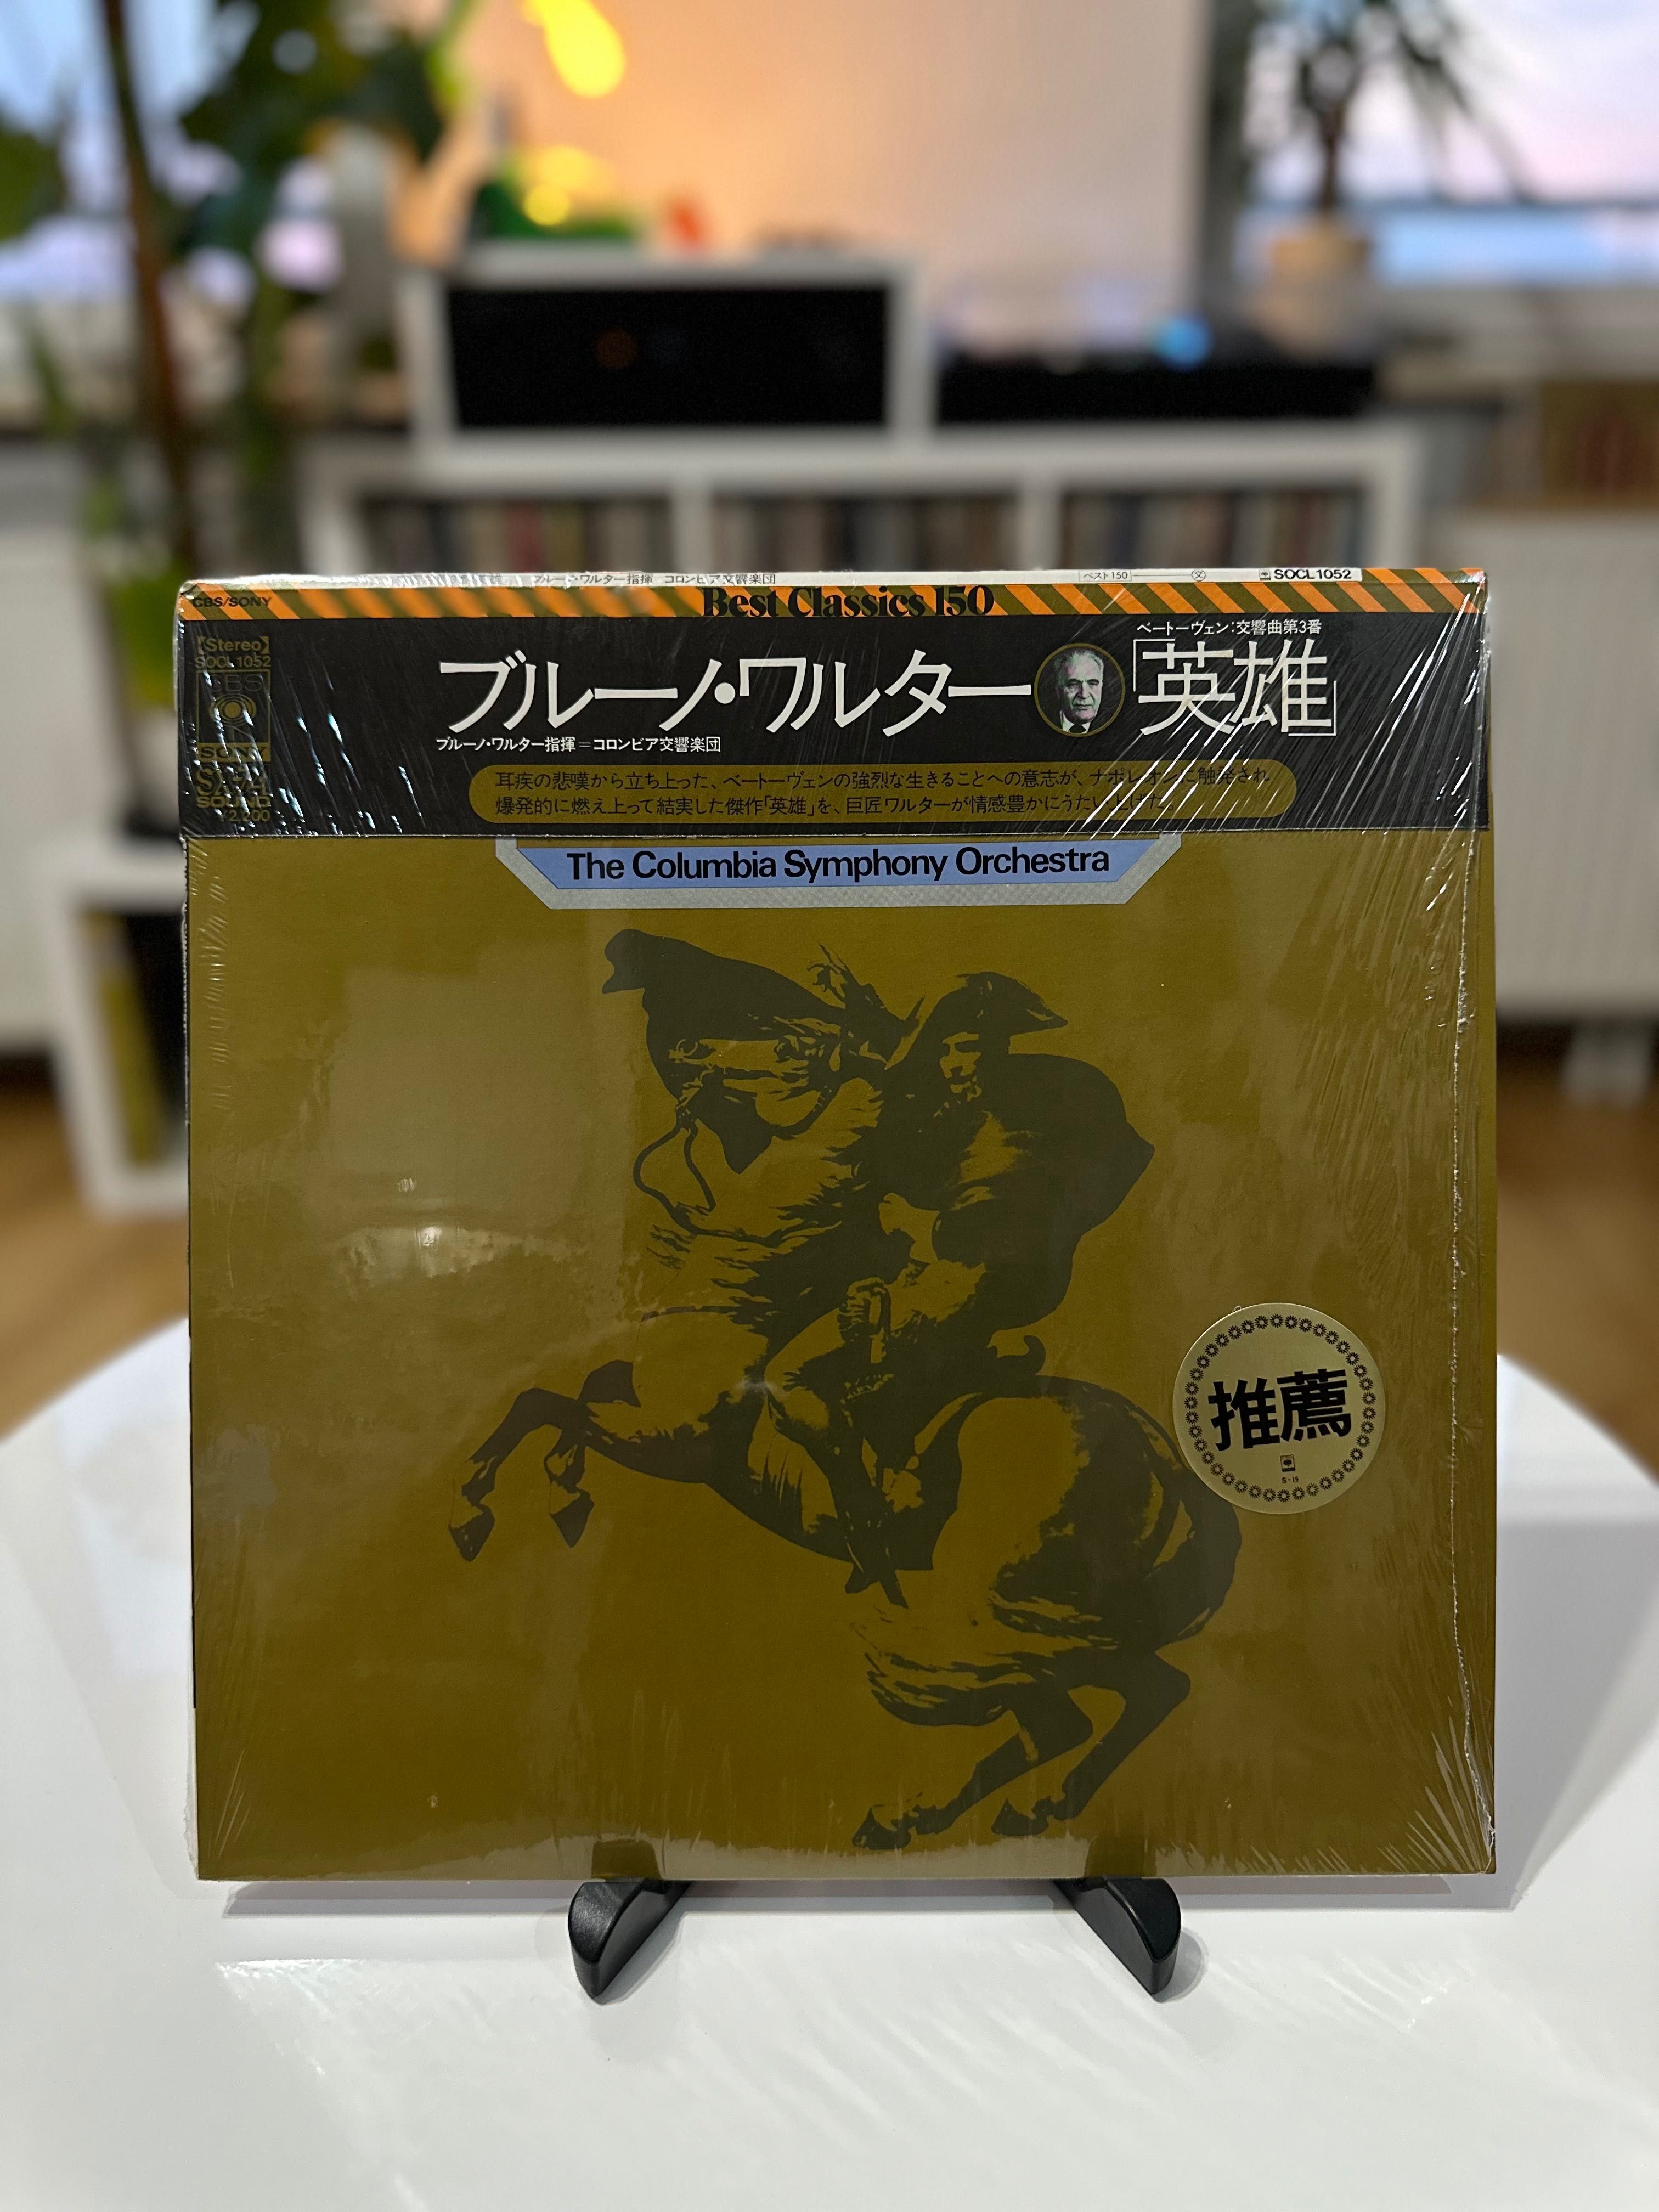 ブルーノ・ワルター指揮 コロンビア交響楽団
ベスト150
SOCL1052
CBS/SONY
Best Classics 150
【Stereo】
SOCL1052
CBS
SONY
SX-74
SOUND
¥2,200
ブルーノ・ワルター
ベートーヴェン:交響曲第3番
「英雄」
ブルーノ・ワルター指揮=コロンビア交響楽団
耳疾の悲嘆から立ち上った、ベートーヴェンの強烈な生きることへの意志が、ナポレオンに触発され
爆発的に燃え上って結実した傑作「英雄」を、巨匠ワルターが情感豊かにうたい上げた。
The Columbia Symphony Orchestra
推薦
S-19